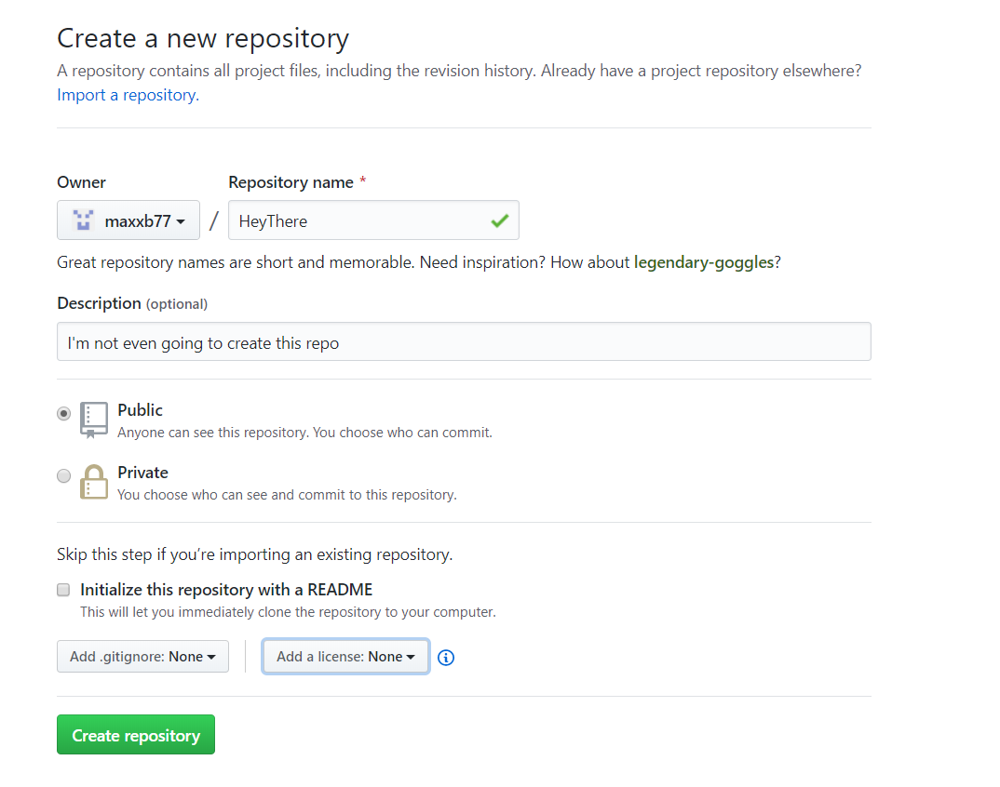 Create a new repository
A repository contains all project files, including the revision history. Already have a project repository elsewhere?
Import a repository.
Owner
Repository name *
maxxb77 / HeyThere
Great repository names are short and memorable. Need inspiration? How about legendary-goggles?
Description (optional)
I'm not even going to create this repo
Public
Anyone can see this repository. You choose who can commit.
Private
You choose who can see and commit to this repository.
Skip this step if you’re importing an existing repository.
Initialize this repository with a README
This will let you immediately clone the repository to your computer.
Add .gitignore: None
Add a license: None
Create repository